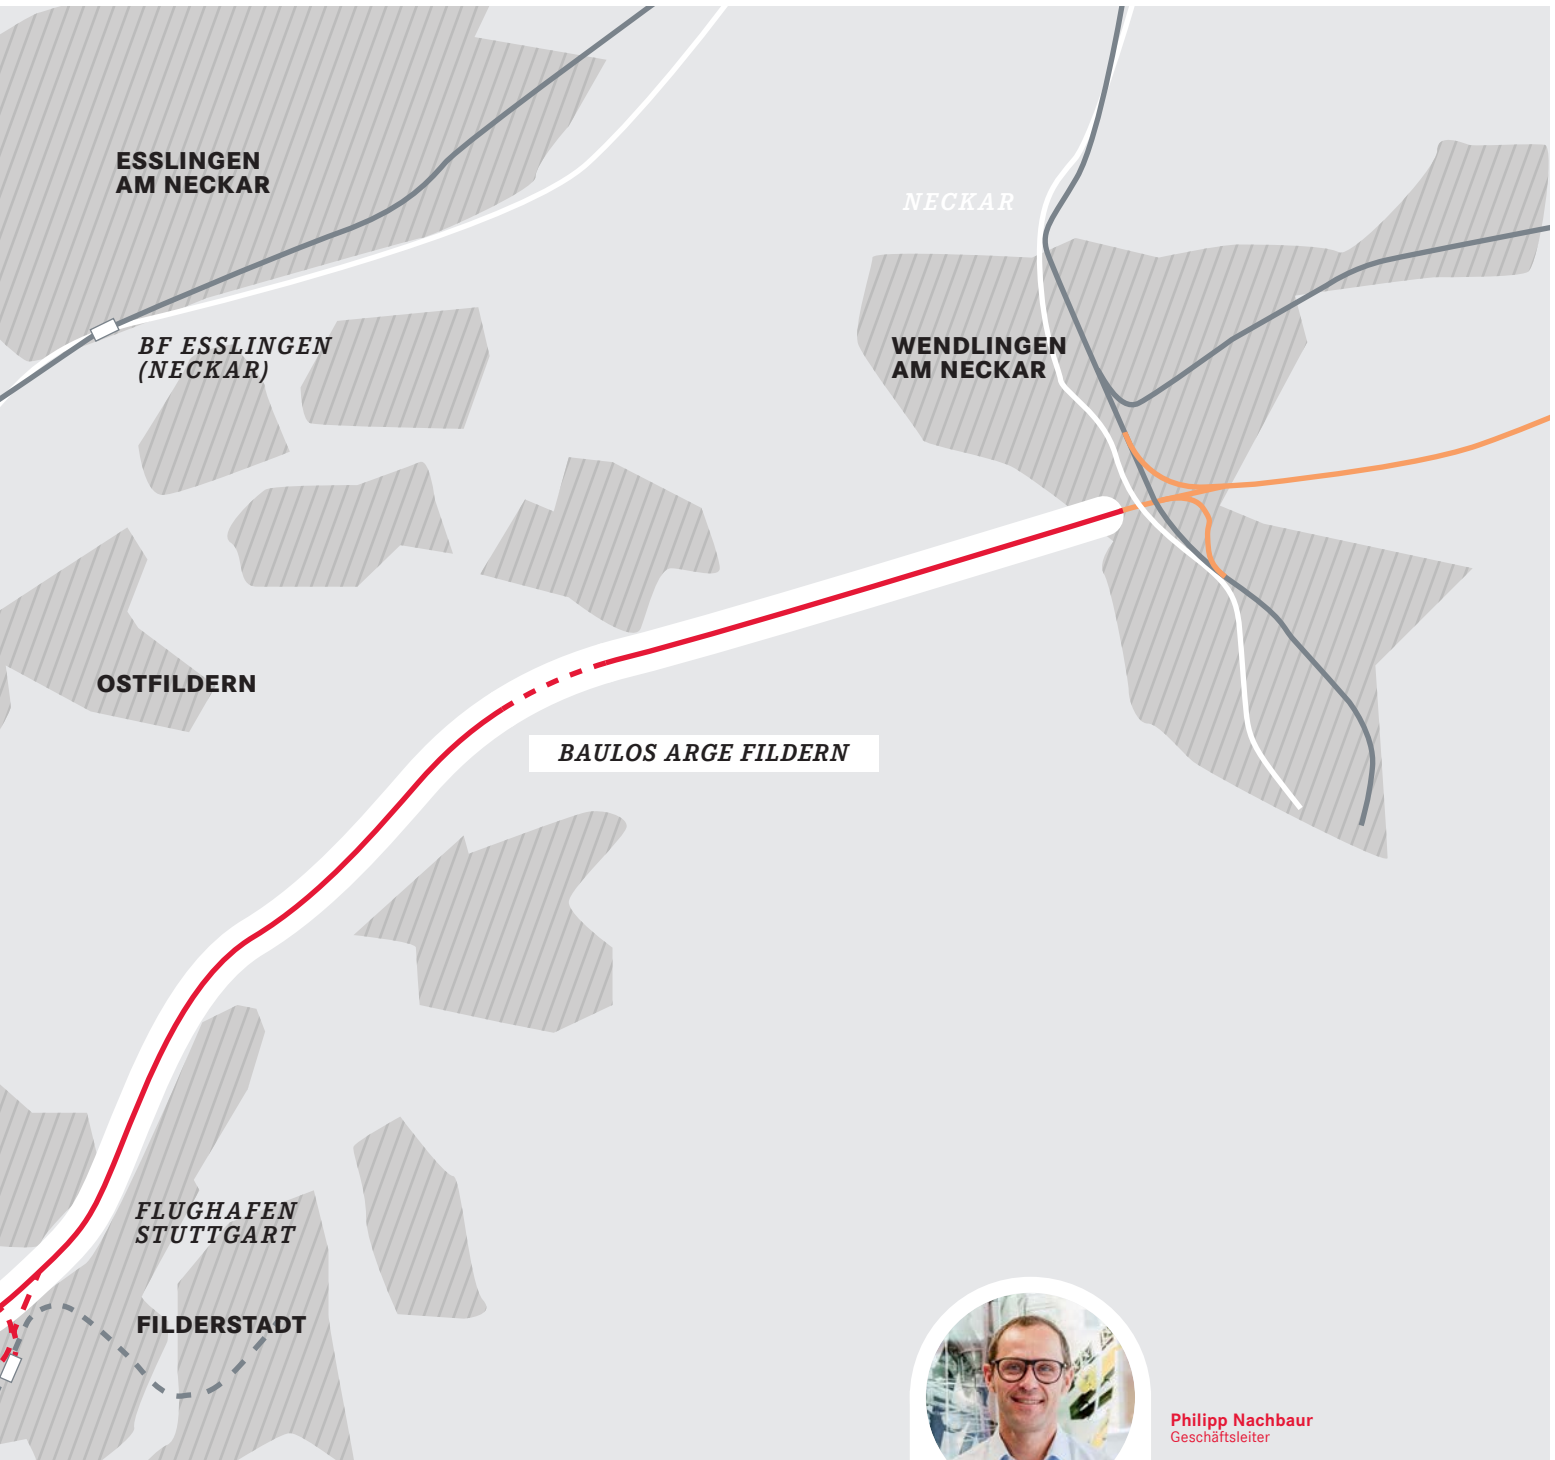 ESSLINGEN
AM NECKAR
NECKAR
BF ESSLINGEN
(NECKAR)
WENDLINGEN
AM NECKAR
OSTFILDERN
BAULOS ARGE FILDERN
FLUGHAFEN
STUTTGART
FILDERSTADT
Philipp Nachbaur
Geschäftsleiter